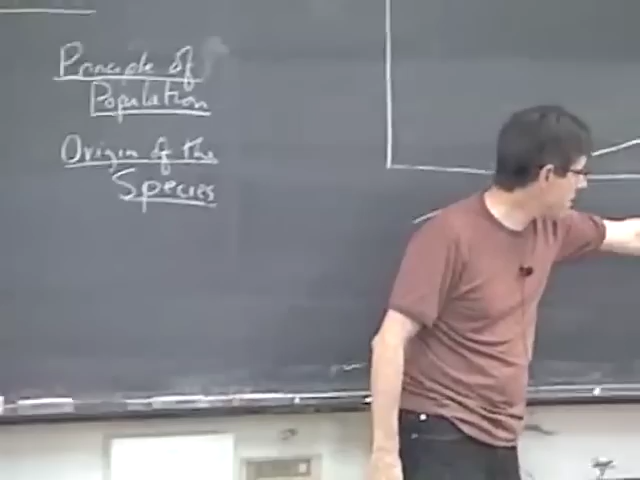 Principle of
Population
Origin of the
Species